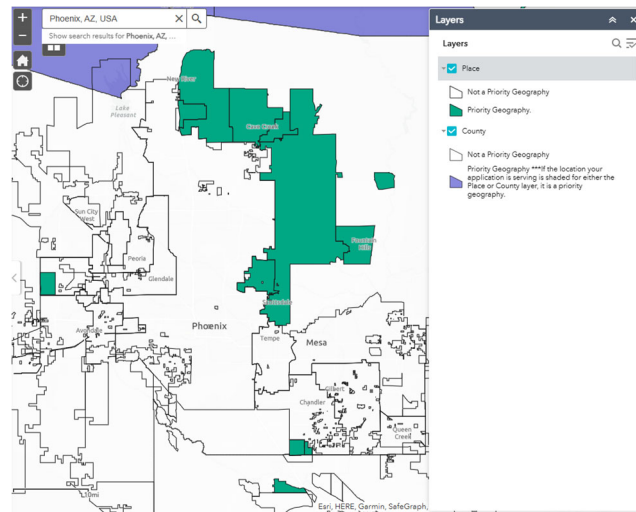 +
−
Phoenix, AZ, USA
Show search results for Phoenix, AZ, ...
New River
Lake
Pleasant
Cave Creek
Sun City
West
Peoria
Glendale
Fountain
Hills
Scottsdale
Avondale
Phoenix
Tempe
Mesa
Gilbert
Chandler
Queen
Creek
10mi
Esri, HERE, Garmin, SafeGraph,
Layers
Layers
Place
Not a Priority Geography
Priority Geography.
County
Not a Priority Geography
Priority Geography ***If the location your
application is serving is shaded for either the
Place or County layer, it is a priority
geography.